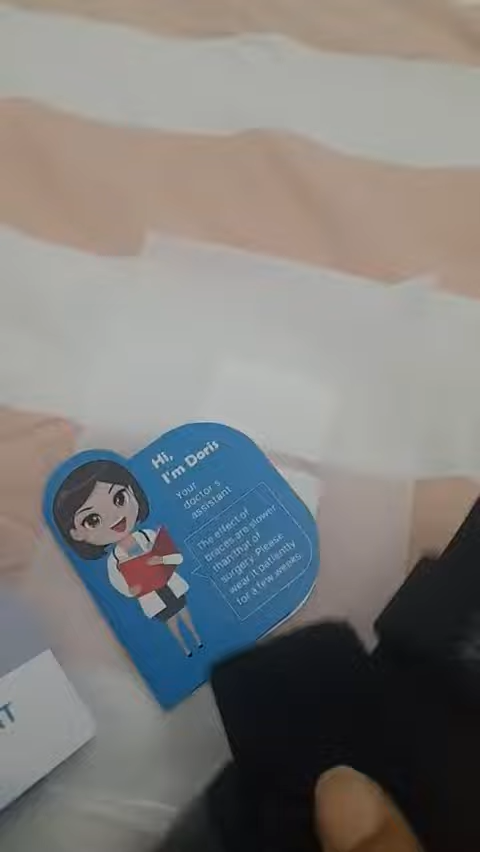 Hi,
I'm Doris
Your
doctor's
assistant
The effect of
braces are slower
than that of
surgery. Please
wear it patiently
for a few weeks.